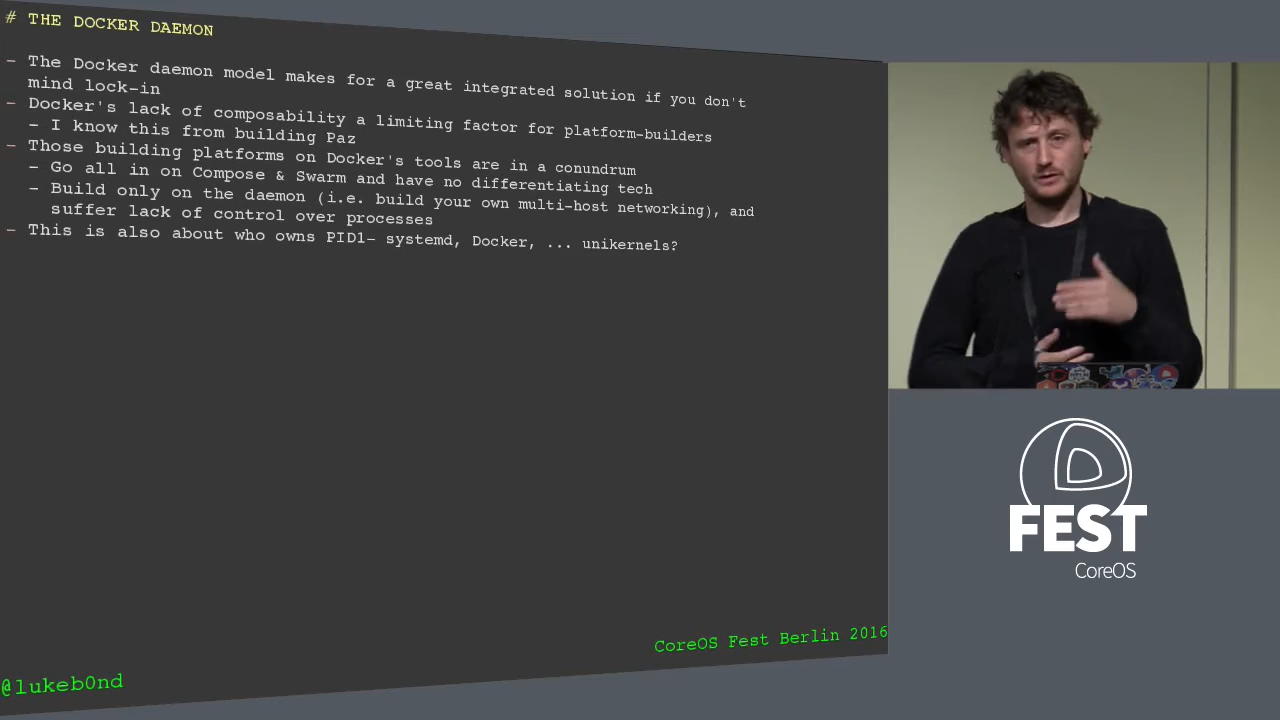 # THE DOCKER DAEMON
- The Docker daemon model makes for a great integrated solution if you don't
mind lock-in
- Docker's lack of composability a limiting factor for platform-builders
- I know this from building Paz
- Those building platforms on Docker's tools are in a conundrum
- Go all in on Compose & Swarm and have no differentiating tech
- Build only on the daemon (i.e. build your own multi-host networking), and
suffer lack of control over processes
- This is also about who owns PID1- systemd, Docker, ... unikernels?
FEST
CoreOS
CoreOS Fest Berlin 2016
@lukeb0nd